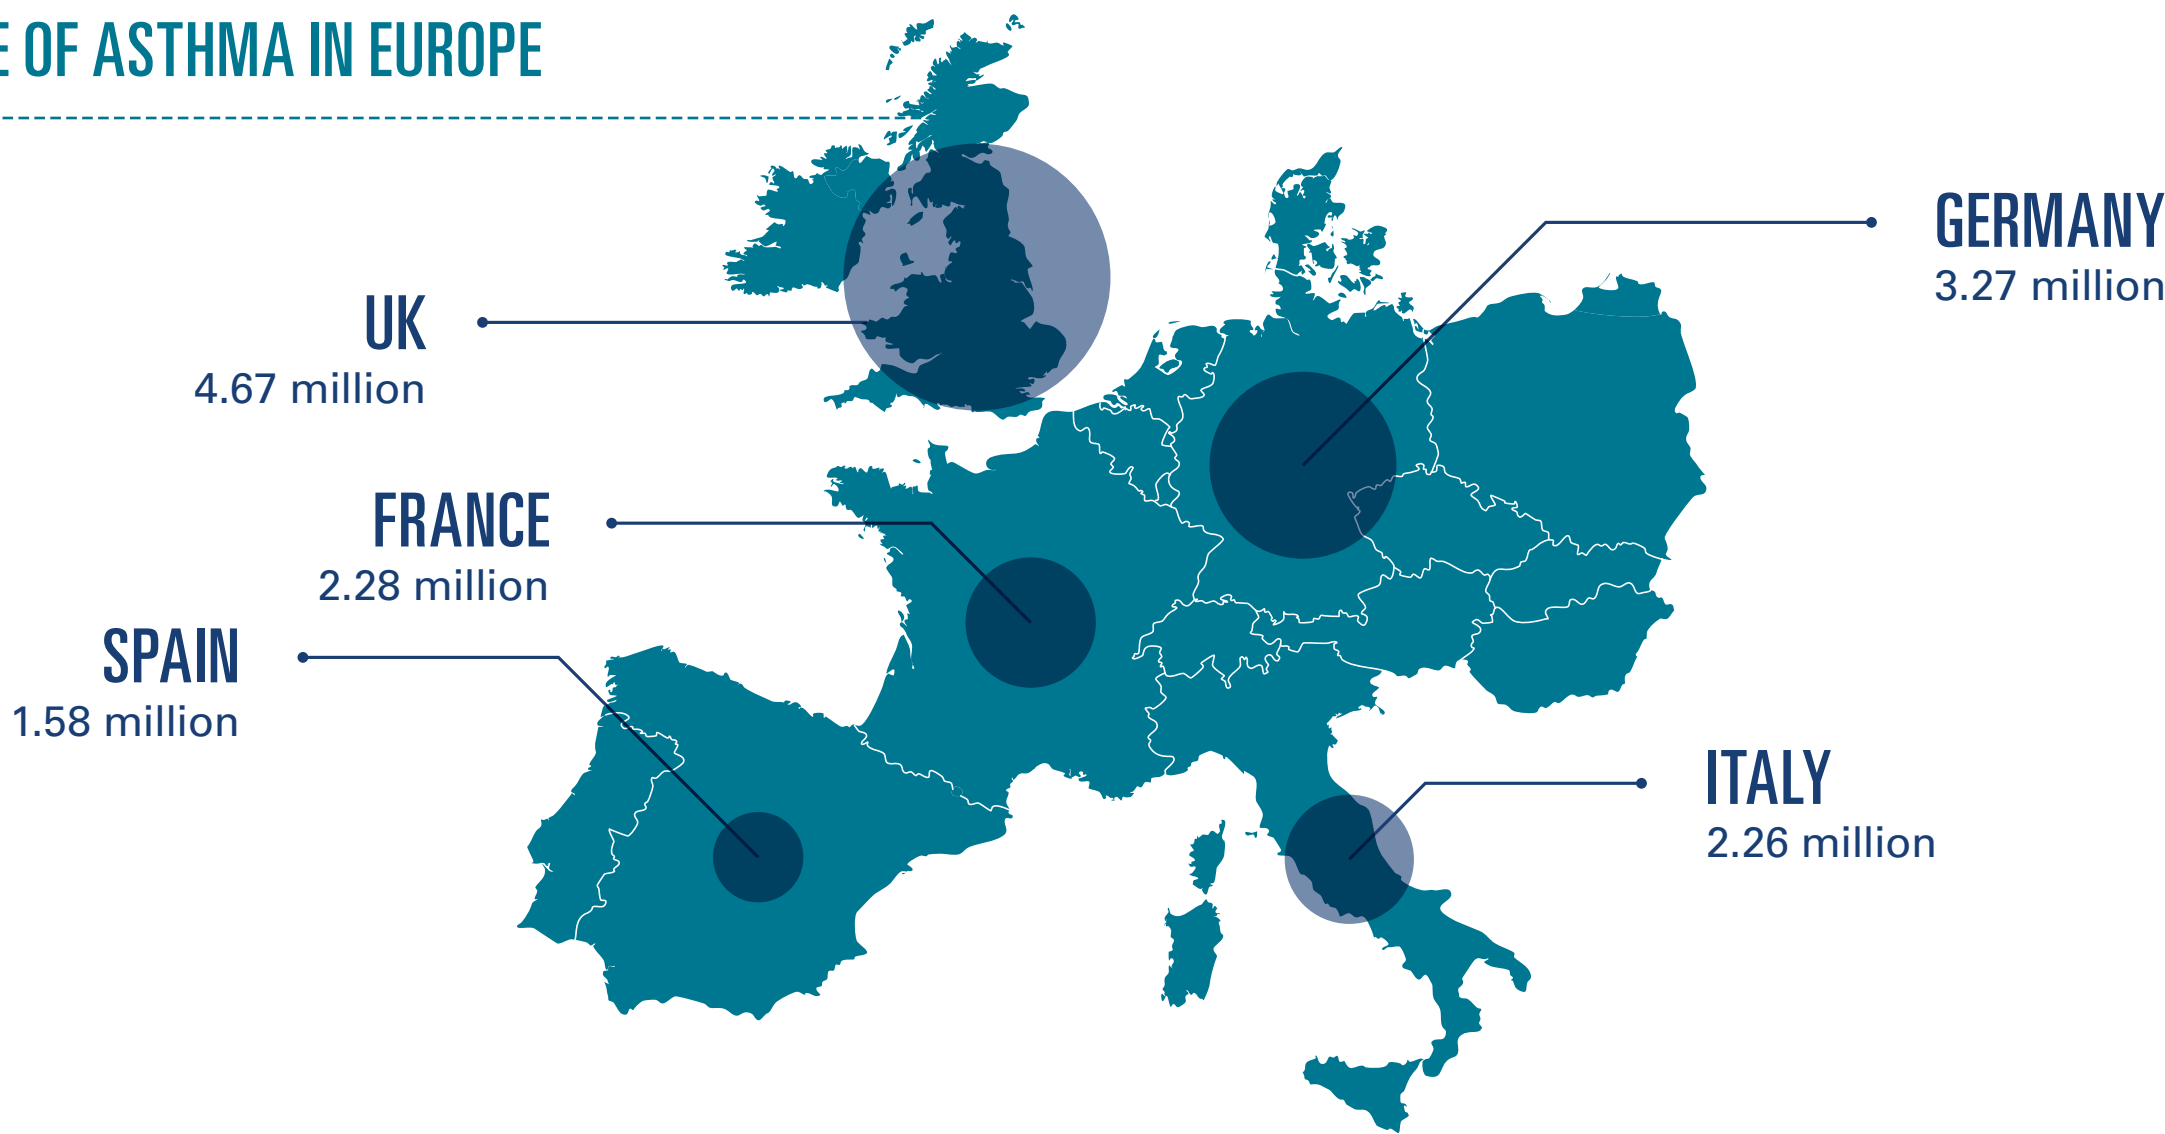 E OF ASTHMA IN EUROPE
GERMANY
3.27 million
UK
4.67 million
FRANCE
2.28 million
SPAIN
1.58 million
ITALY
2.26 million